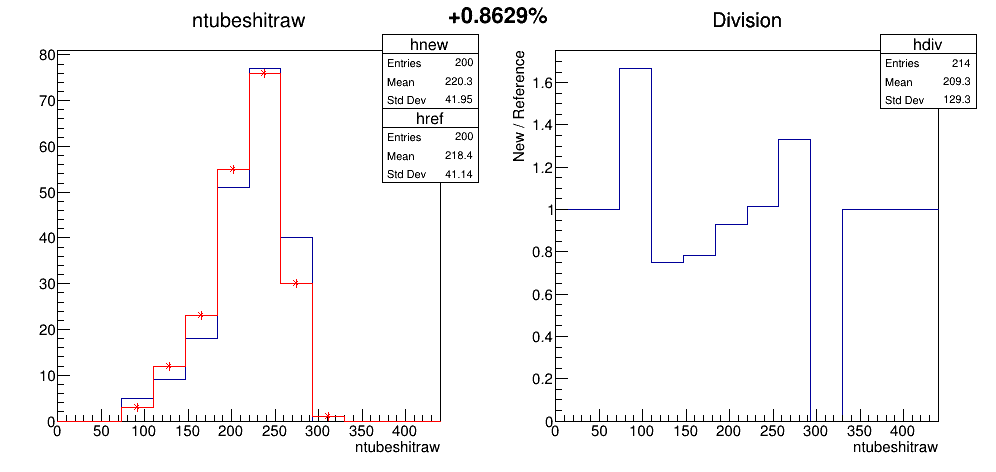 +0.8629%
ntubeshitraw
hnew
Entries 200
Mean 220.3
Std Dev 41.95
href
Entries 200
Mean 218.4
Std Dev 41.14
80
70
60
50
40
30
20
10
0
0 50 100 150 200 250 300 350 400
ntubeshitraw
Division
hdiv
Entries 214
Mean 209.3
Std Dev 129.3
New / Reference
1.6
1.4
1.2
1
0.8
0.6
0.4
0.2
0
0 50 100 150 200 250 300 350 400
ntubeshitraw